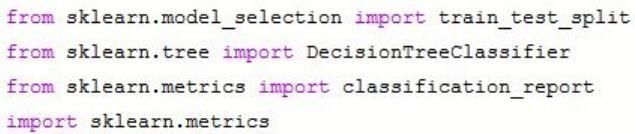 from sklearn.model_selection import train_test_split
from sklearn.tree import DecisionTreeClassifier
from sklearn.metrics import classification_report
import sklearn.metrics